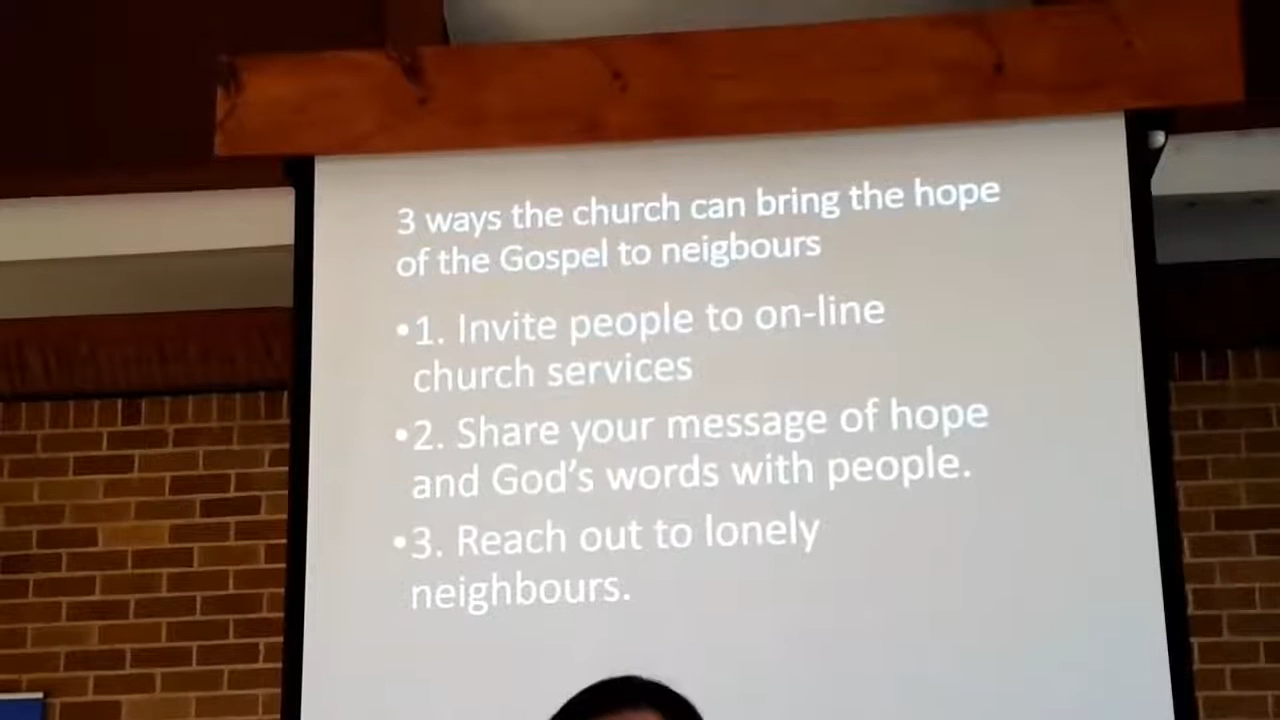 3 ways the church can bring the hope
of the Gospel to neigbours
•1. Invite people to on-line
church services
•2. Share your message of hope
and God's words with people.
•3. Reach out to lonely
neighbours.